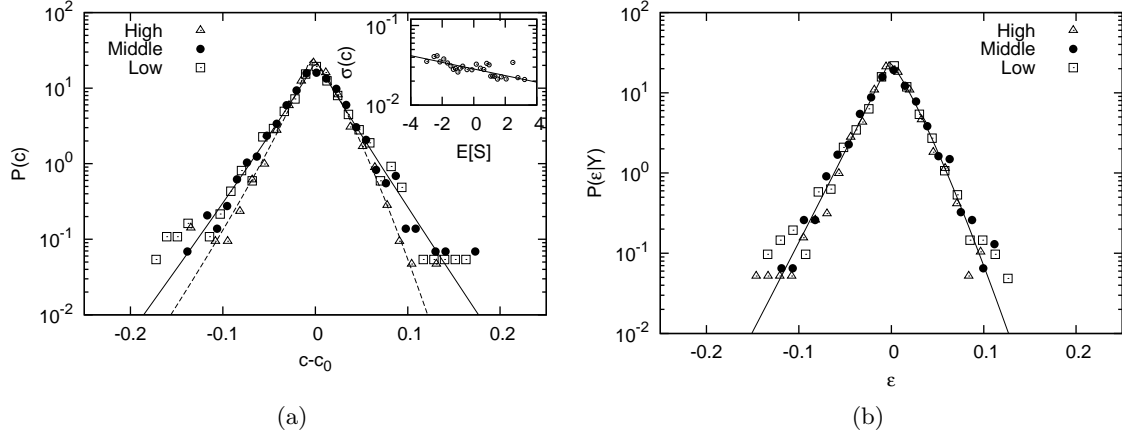 High
Middle
Low
10^2
10^1
10^0
10^-1
10^-2
P(c)
-0.2
-0.1
0
0.1
0.2
c-c_0
10^-1
10^-2
σ(c)
-4
-2
0
2
4
E[S]
(a)
High
Middle
Low
10^2
10^1
10^0
10^-1
10^-2
P(ε|Y)
-0.2
-0.1
0
0.1
0.2
ε
(b)